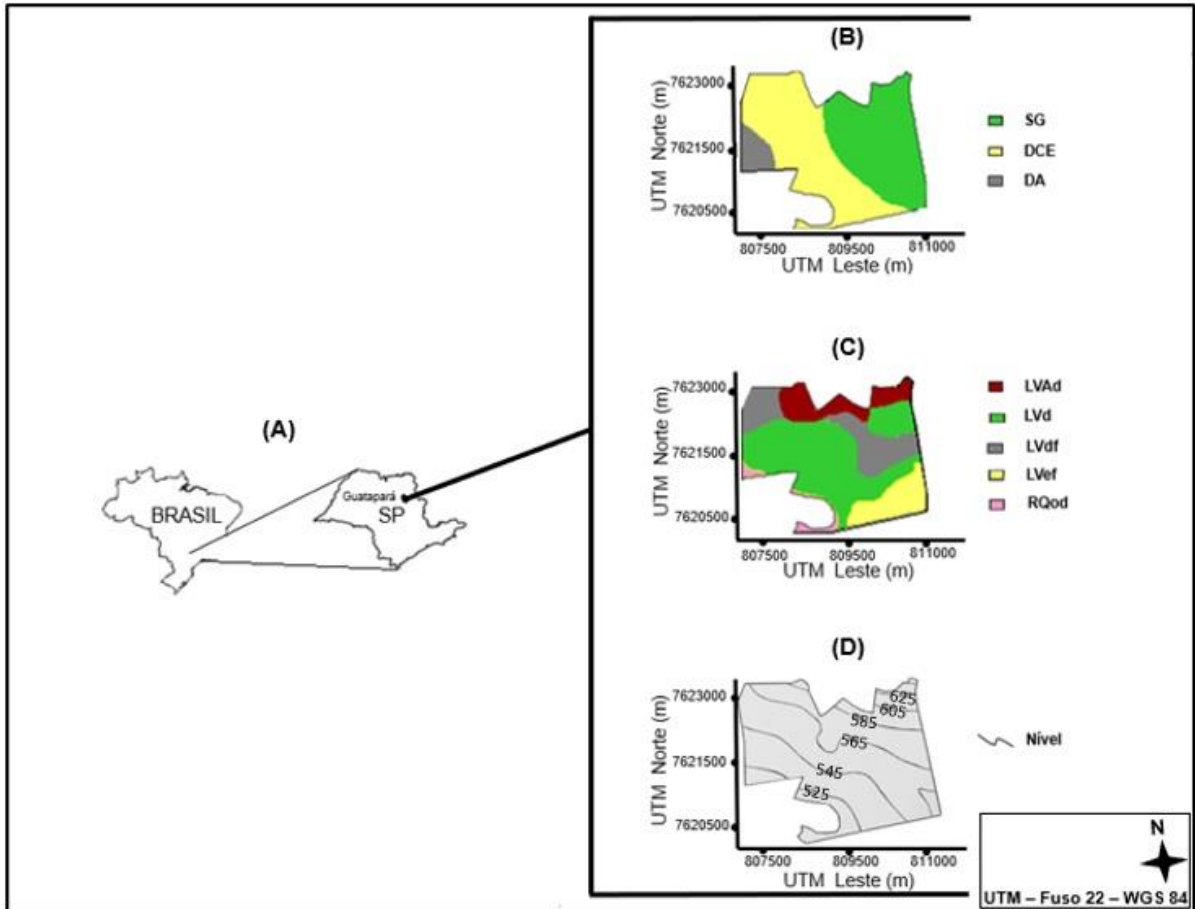 (A)
BRASIL
Guatapará
SP
(B)
UTM Norte (m)
7623000
7621500
7620500
807500 809500 811000
UTM Leste (m)
SG
DCE
DA
(C)
UTM Norte (m)
7623000
7621500
7620500
807500 809500 811000
UTM Leste (m)
LVAd
LVd
LVdf
LVef
RQod
(D)
UTM Norte (m)
7623000
7621500
7620500
625
605
585
565
545
525
807500 809500 811000
UTM Leste (m)
Nível
N
UTM – Fuso 22 – WGS 84